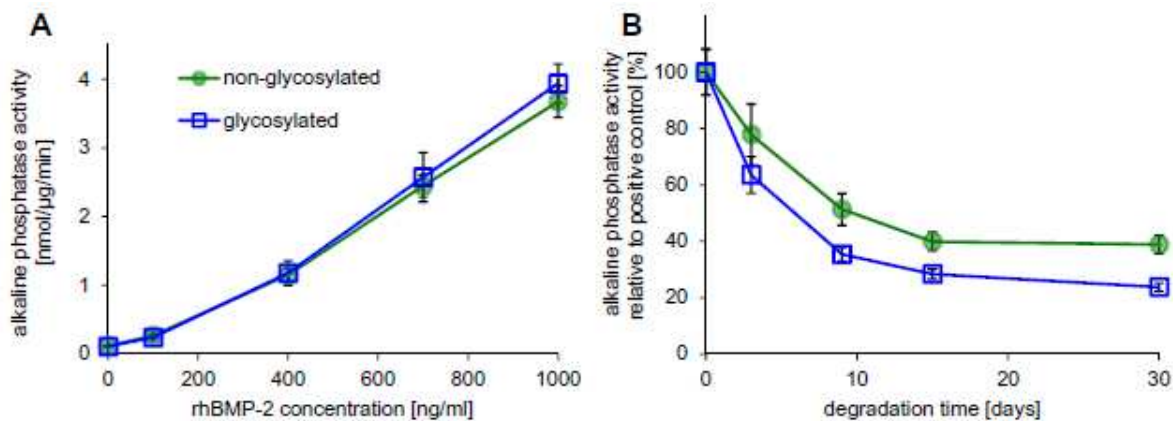 A
alkaline phosphatase activity
[nmol/µg/min]
4
3
2
1
0
non-glycosylated
glycosylated
0 200 400 600 800 1000
rhBMP-2 concentration [ng/ml]
B
alkaline phosphatase activity
relative to positive control [%]
100
80
60
40
20
0
0 10 20 30
degradation time [days]